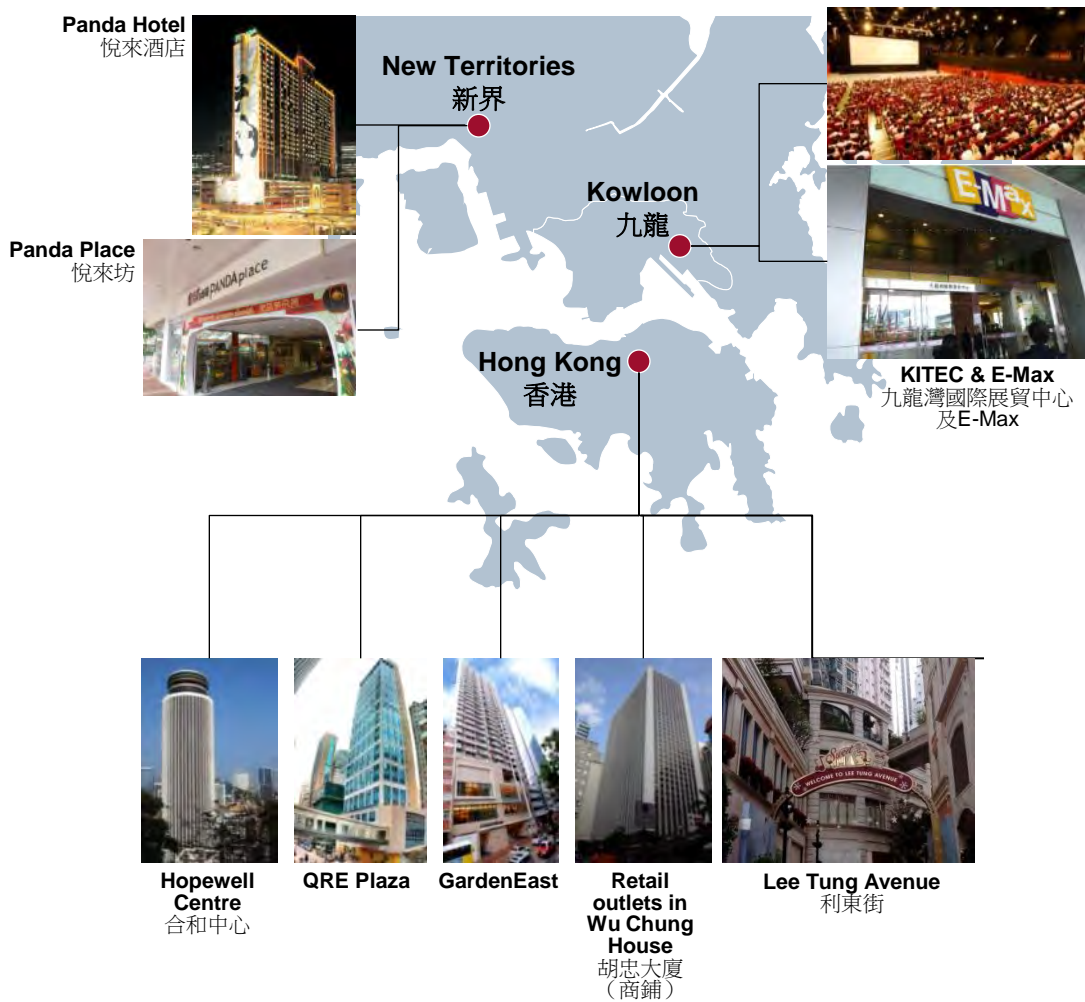 Panda Hotel
悅來酒店
New Territories
新界
E-Max
Kowloon
九龍
Panda Place
悅來坊
PANDA place
Hong Kong
香港
KITEC & E-Max
九龍灣國際展貿中心
及E-Max
WELCOME TO LEE TUNG AVENUE
Hopewell
Centre
合和中心
QRE Plaza
GardenEast
Retail
outlets in
Wu Chung
House
胡忠大廈
（商鋪）
Lee Tung Avenue
利東街